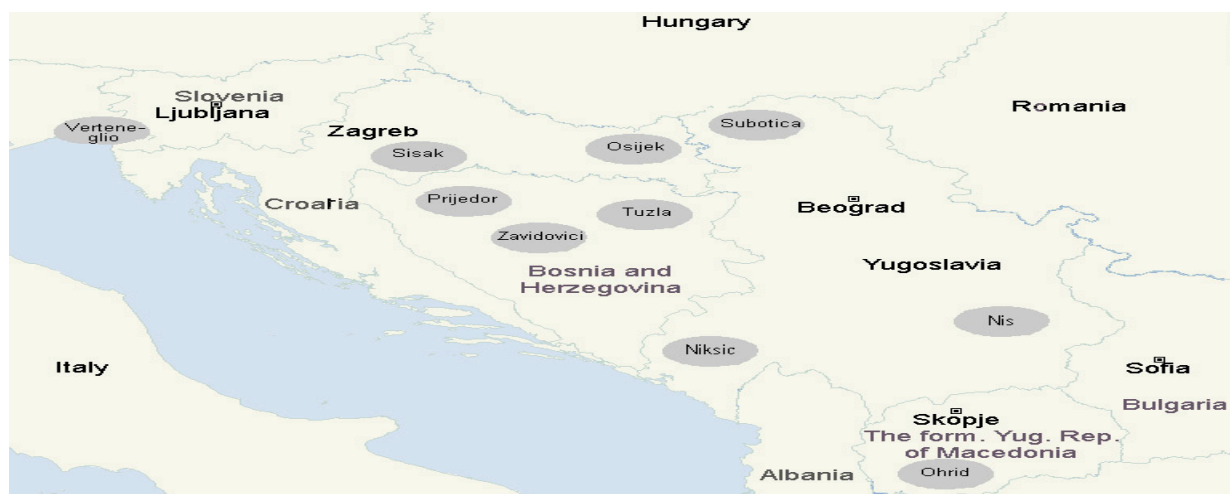 Hungary
Slovenia
Ljubljana
Romania
Vertene-
glio
Zagreb
Subotica
Osijek
Sisak
Prijedor
Croatia
Tuzla
Beograd
Zavidovici
Yugoslavia
Bosnia and
Herzegovina
Nis
Niksic
Italy
Sofia
Bulgaria
Skopje
The form. Yug. Rep.
of Macedonia
Albania
Ohrid